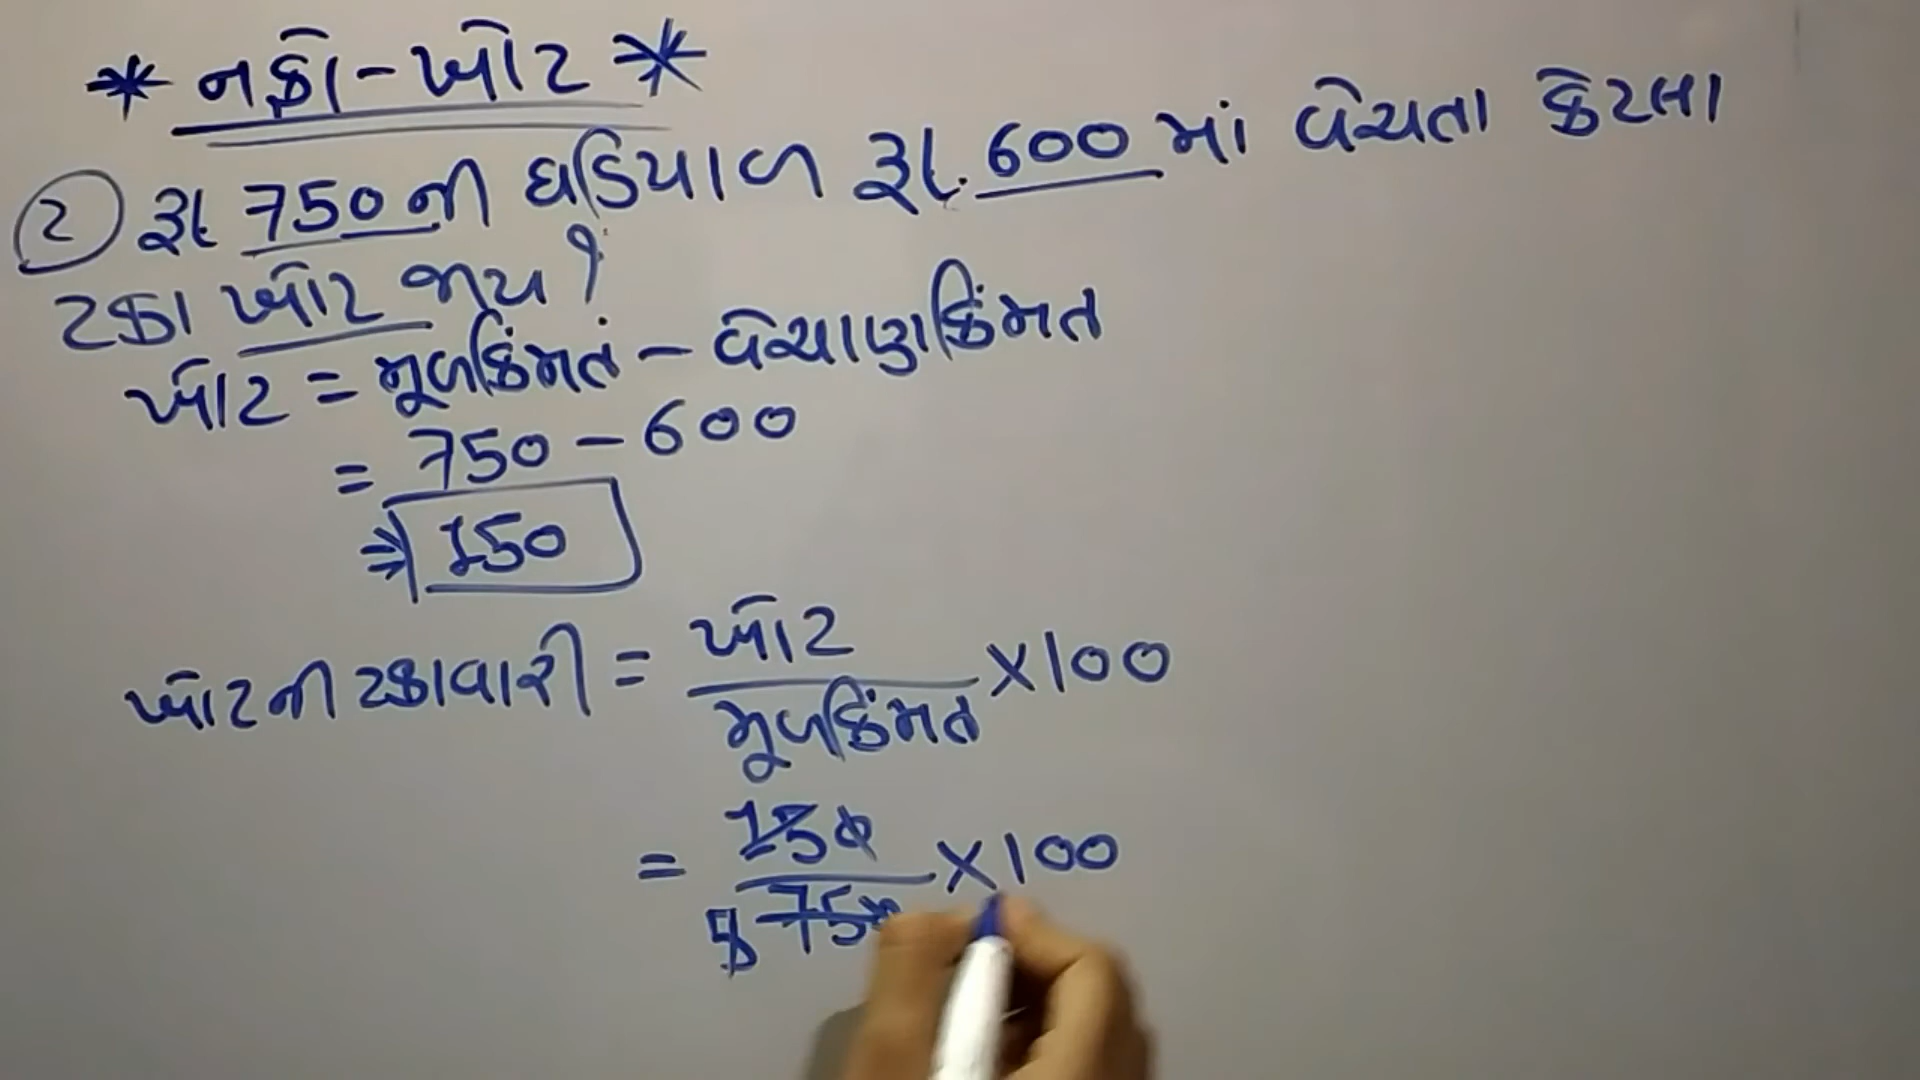 * નફો - ખોટ *
2 રૂ 750 ની ઘડિયાળ રૂ. 600 માં વેચતા કેટલા
ટકા ખોટ જાય ?
ખોટ = મૂળકિંમત - વેચાણકિંમત
= 750 - 600
⇒ 150
ખોટની ટકાવારી = ખોટ / મૂળકિંમત × 100
= 150 / 750 × 100
5